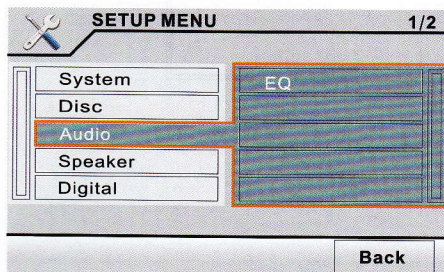 SETUP MENU 1/2
System EQ
Disc
Audio
Speaker
Digital
Back